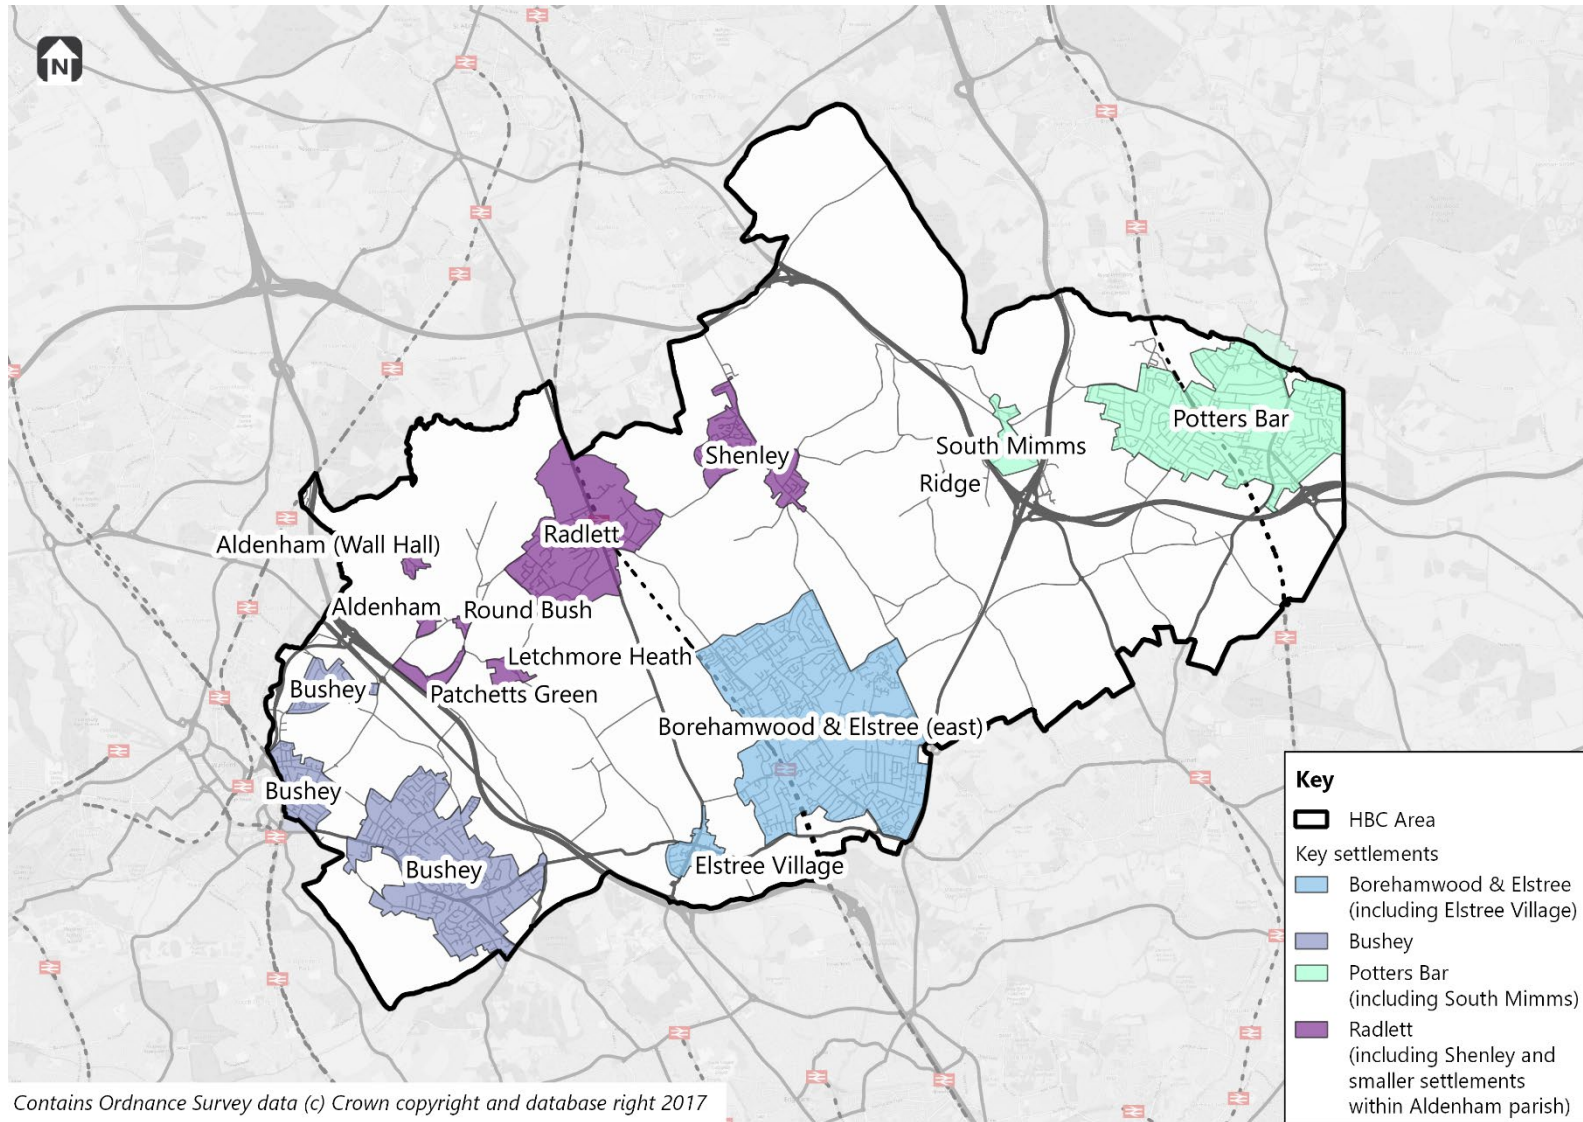 N
Potters Bar
South Mimms
Shenley
Ridge
Radlett
Aldenham (Wall Hall)
Aldenham
Round Bush
Letchmore Heath
Bushey
Patchetts Green
Borehamwood & Elstree (east)
Bushey
Elstree Village
Bushey
Key
HBC Area
Key settlements
Borehamwood & Elstree
(including Elstree Village)
Bushey
Potters Bar
(including South Mimms)
Radlett
(including Shenley and
smaller settlements
within Aldenham parish)
Contains Ordnance Survey data (c) Crown copyright and database right 2017